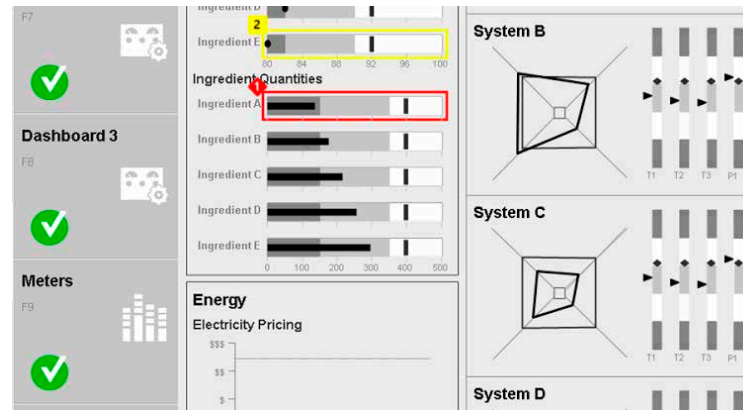 F7
Dashboard 3
F8
Meters
F9
Ingredient D
2
Ingredient E
80 84 88 92 96 100
Ingredient Quantities
1
Ingredient A
Ingredient B
Ingredient C
Ingredient D
Ingredient E
0 100 200 300 400 500
Energy
Electricity Pricing
$$$
$$
$
System B
T1 T2 T3 P1
System C
T1 T2 T3 P1
System D